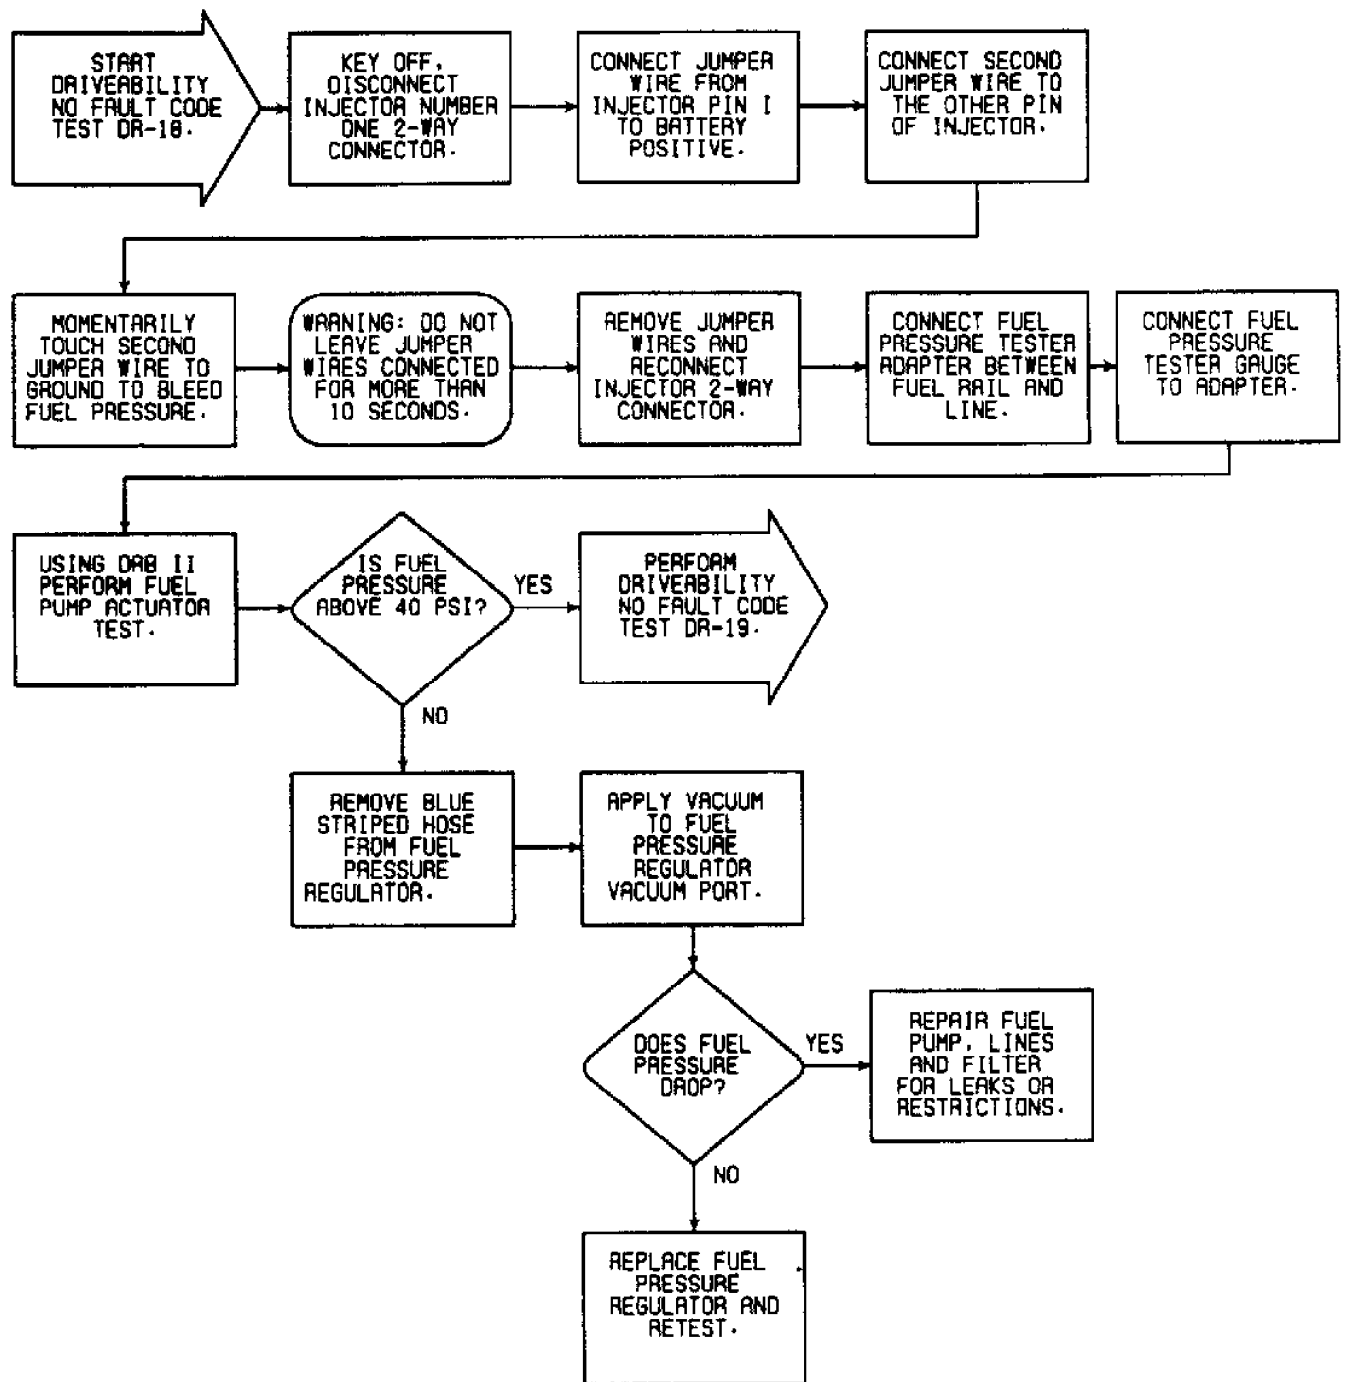 START
DRIVEABILITY
NO FAULT CODE
TEST DR-18.
KEY OFF,
DISCONNECT
INJECTOR NUMBER
ONE 2-WAY
CONNECTOR.
CONNECT JUMPER
WIRE FROM
INJECTOR PIN 1
TO BATTERY
POSITIVE.
CONNECT SECOND
JUMPER WIRE TO
THE OTHER PIN
OF INJECTOR.
MOMENTARILY
TOUCH SECOND
JUMPER WIRE TO
GROUND TO BLEED
FUEL PRESSURE.
WARNING: DO NOT
LEAVE JUMPER
WIRES CONNECTED
FOR MORE THAN
10 SECONDS.
REMOVE JUMPER
WIRES AND
RECONNECT
INJECTOR 2-WAY
CONNECTOR.
CONNECT FUEL
PRESSURE TESTER
ADAPTER BETWEEN
FUEL RAIL AND
LINE.
CONNECT FUEL
PRESSURE
TESTER GAUGE
TO ADAPTER.
USING DRB II
PERFORM FUEL
PUMP ACTUATOR
TEST.
IS FUEL
PRESSURE
ABOVE 40 PSI?
YES
PERFORM
DRIVEABILITY
NO FAULT CODE
TEST DR-19.
NO
REMOVE BLUE
STRIPED HOSE
FROM FUEL
PRESSURE
REGULATOR.
APPLY VACUUM
TO FUEL
PRESSURE
REGULATOR
VACUUM PORT.
DOES FUEL
PRESSURE
DROP?
YES
REPAIR FUEL
PUMP, LINES
AND FILTER
FOR LEAKS OR
RESTRICTIONS.
NO
REPLACE FUEL
PRESSURE
REGULATOR AND
RETEST.